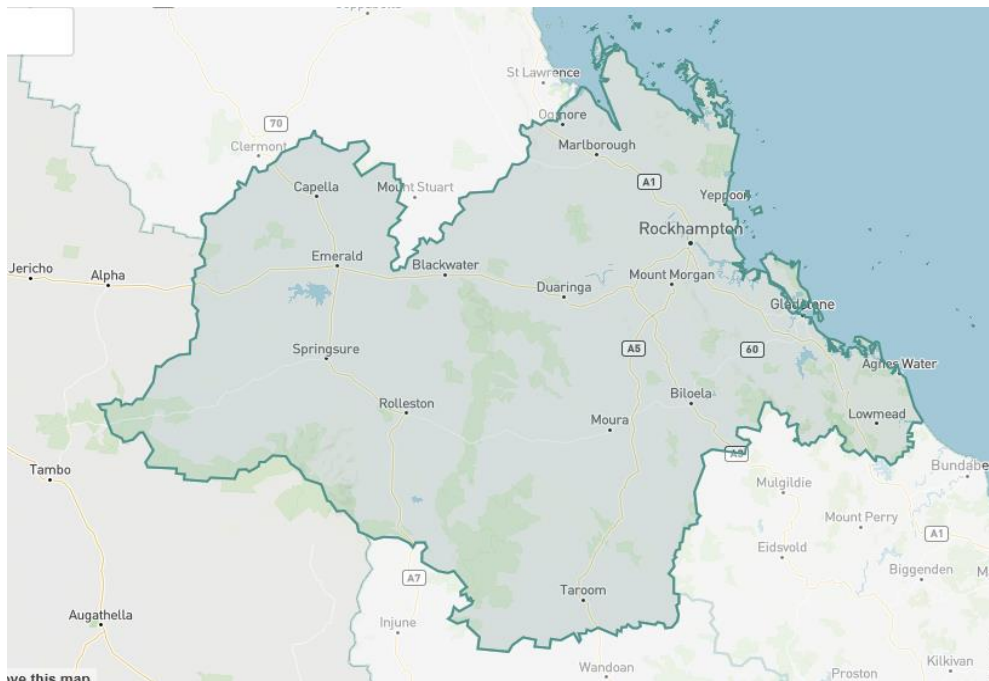 St Lawrence
Ogmore
70
Clermont
Marlborough
Capella
Mount Stuart
A1
Yeppoon
Rockhampton
Emerald
Blackwater
Jericho
Alpha
Mount Morgan
Duaringa
Gladstone
Springsure
A5
60
Agnes Water
Rolleston
Biloela
Lowmead
Moura
Tambo
A3
Mulgildie
Bundabe
Mount Perry
A1
Eidsvold
Biggenden
M
A7
Taroom
Augathella
Injune
Wandoan
Kilkivan
Proston
ove this map